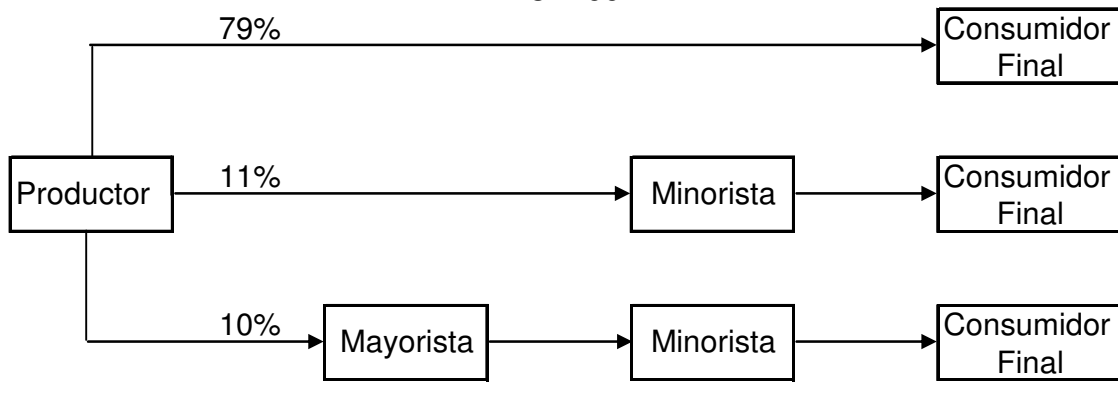 79%
Consumidor
Final
Productor
11%
Minorista
Consumidor
Final
10%
Mayorista
Minorista
Consumidor
Final